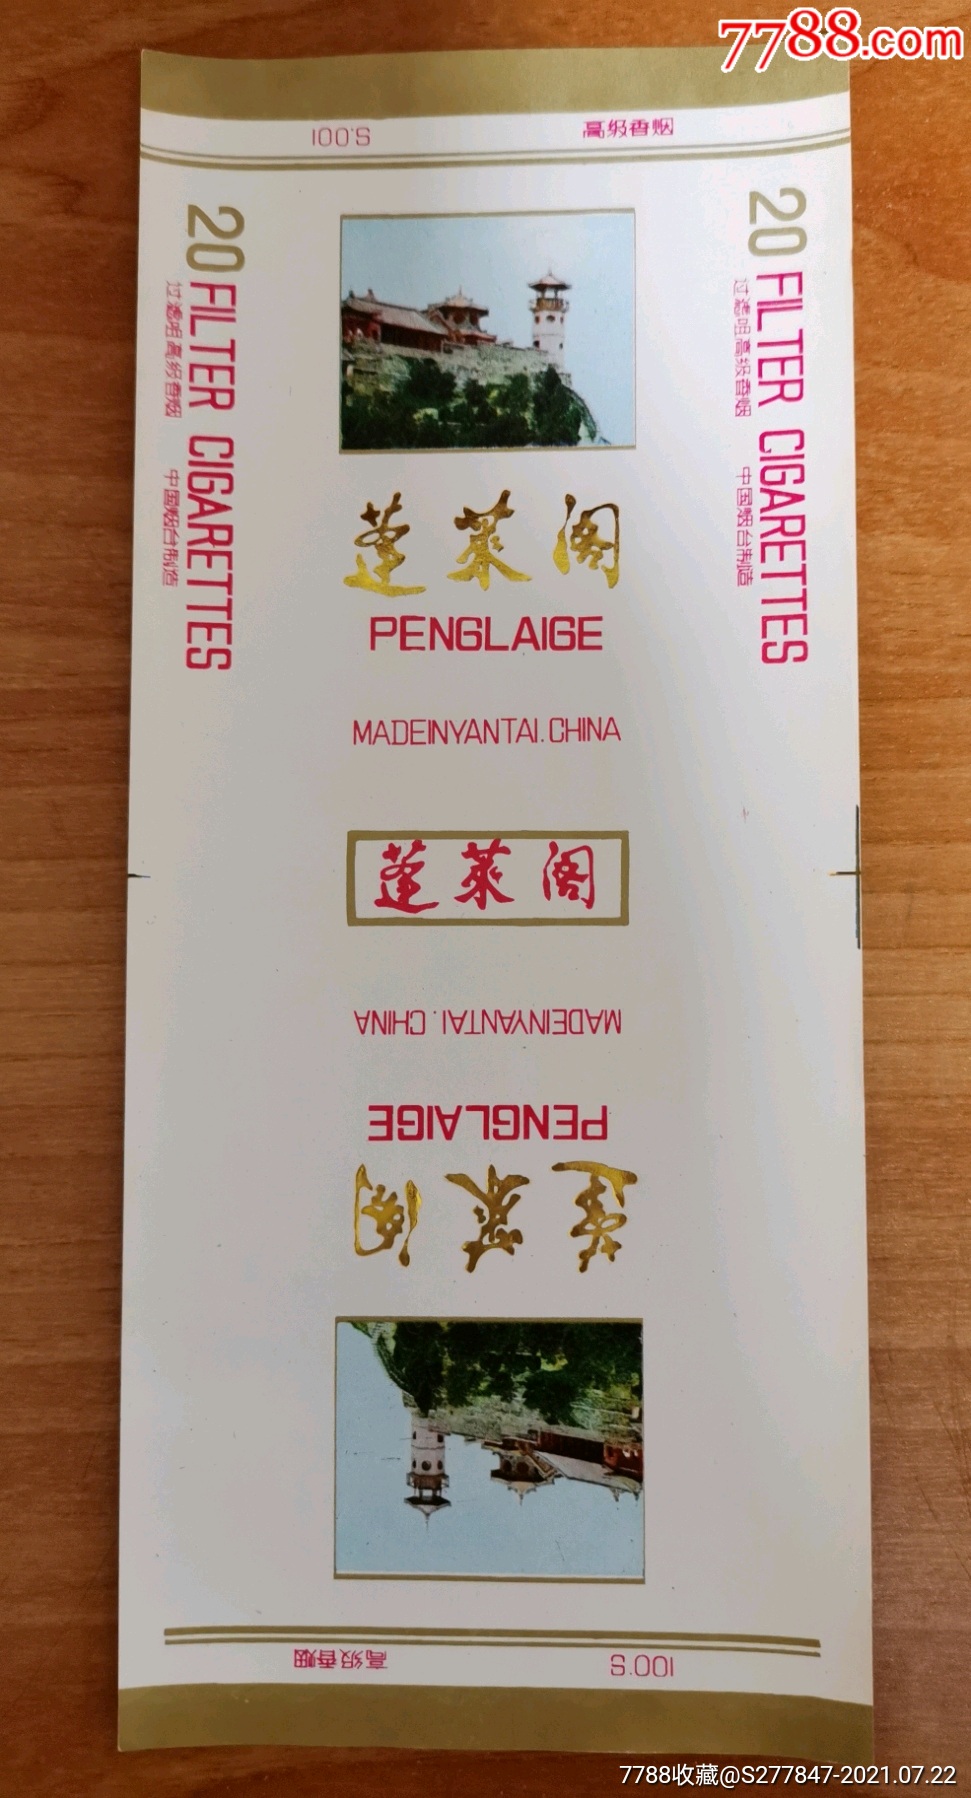 7788.com
100'S
高级香烟
20 FILTER CIGARETTES
过滤咀高级香烟 中国烟台制造
20 FILTER CIGARETTES
过滤咀高级香烟 中国烟台制造
蓬莱阁
PENGLAIGE
MADEINYANTAI.CHINA
蓬莱阁
MADEINYANTAI.CHINA
PENGLAIGE
蓬莱阁
高级香烟
100'S
7788收藏@S277847-2021.07.22